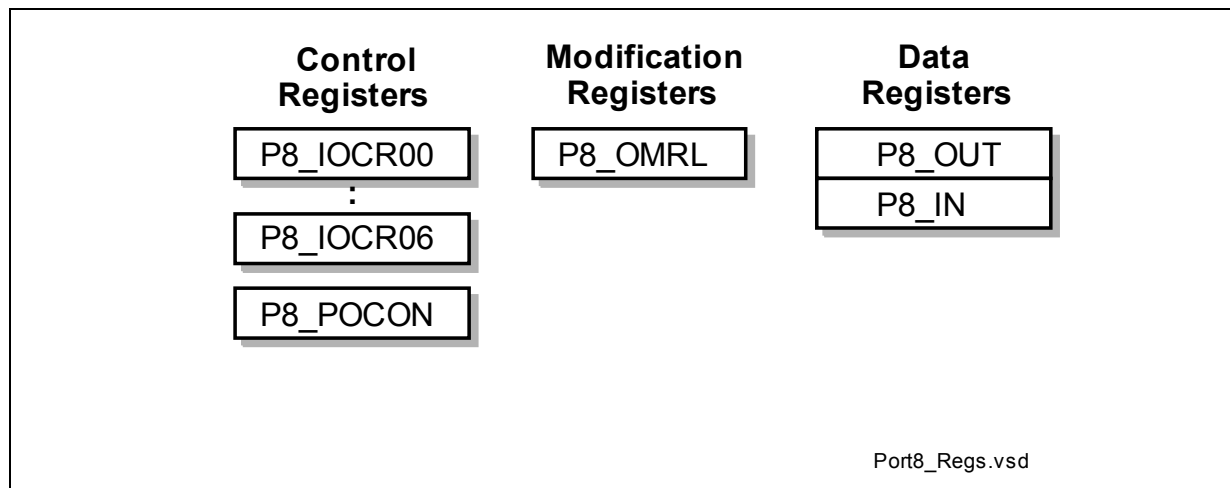 Control
Registers
P8_IOCR00
:
P8_IOCR06
P8_POCON
Modification
Registers
P8_OMRL
Data
Registers
P8_OUT
P8_IN
Port8_Regs.vsd